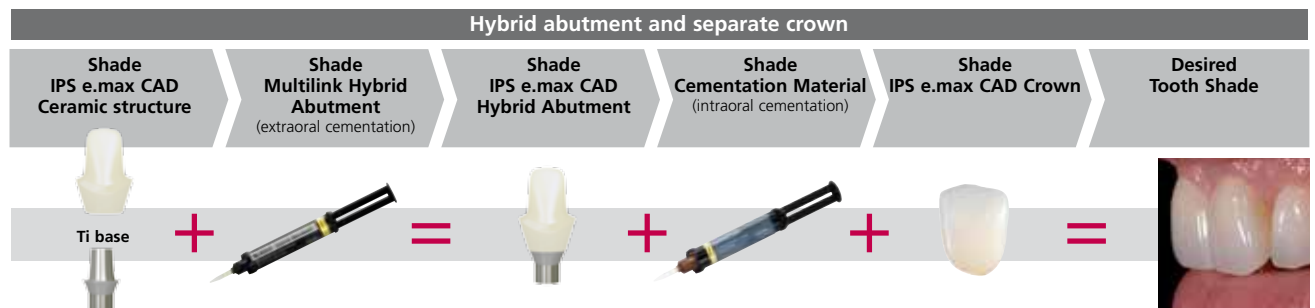 Hybrid abutment and separate crown
Shade
IPS e.max CAD
Ceramic structure
Shade
Multilink Hybrid
Abutment
(extraoral cementation)
Shade
IPS e.max CAD
Hybrid Abutment
Shade
Cementation Material
(intraoral cementation)
Shade
IPS e.max CAD Crown
Desired
Tooth Shade
Ti base
+
=
+
+
=